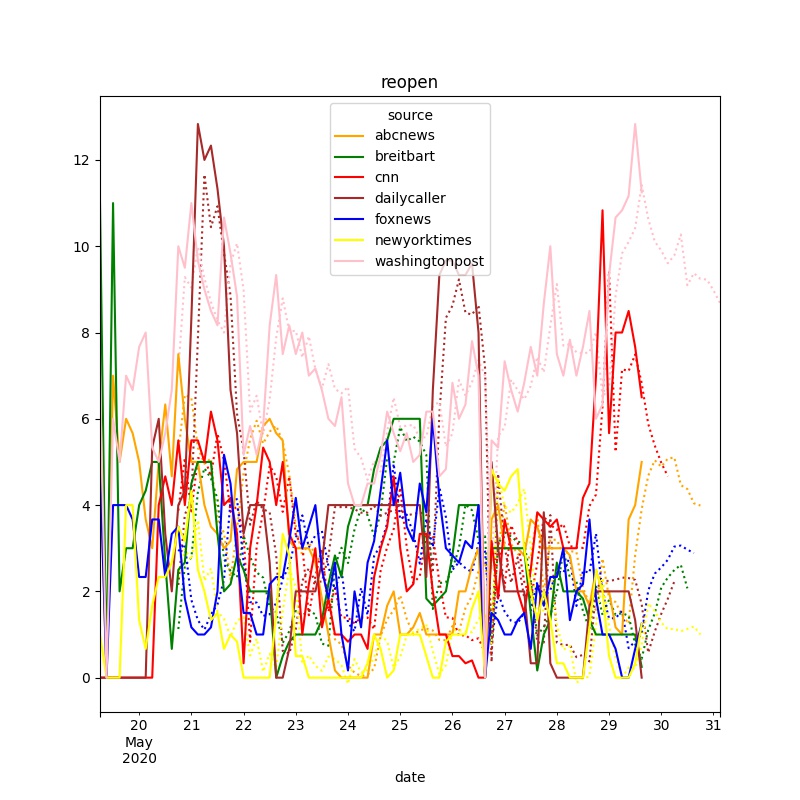 reopen
source
abcnews
breitbart
cnn
dailycaller
foxnews
newyorktimes
washingtonpost
12
10
8
6
4
2
0
20 21 22 23 24 25 26 27 28 29 30 31
May
2020
date